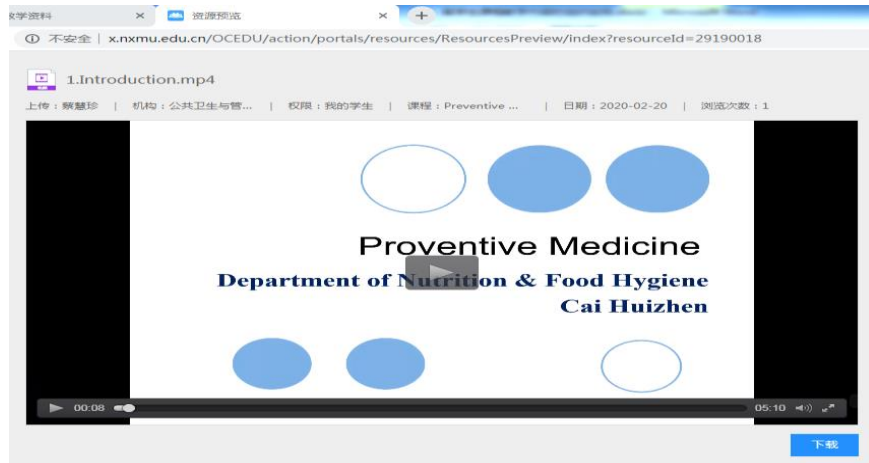 学资料 × 资源预览 × +
不安全 | x.nxmu.edu.cn/OCEDU/action/portals/resources/ResourcesPreview/index?resourceId=29190018
1.Introduction.mp4
上传：蔡慧珍 | 机构：公共卫生与管... | 权限：我的学生 | 课程：Preventive ... | 日期：2020-02-20 | 浏览次数：1
Proventive Medicine
Department of Nutrition & Food Hygiene
Cai Huizhen
00:08 05:10
下载